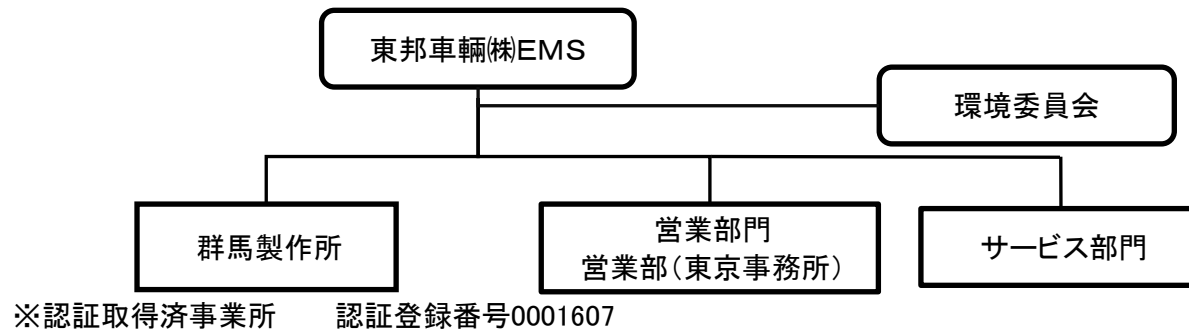 東邦車輛㈱EMS
環境委員会
群馬製作所
営業部門
営業部(東京事務所)
サービス部門
※認証取得済事業所　　認証登録番号0001607